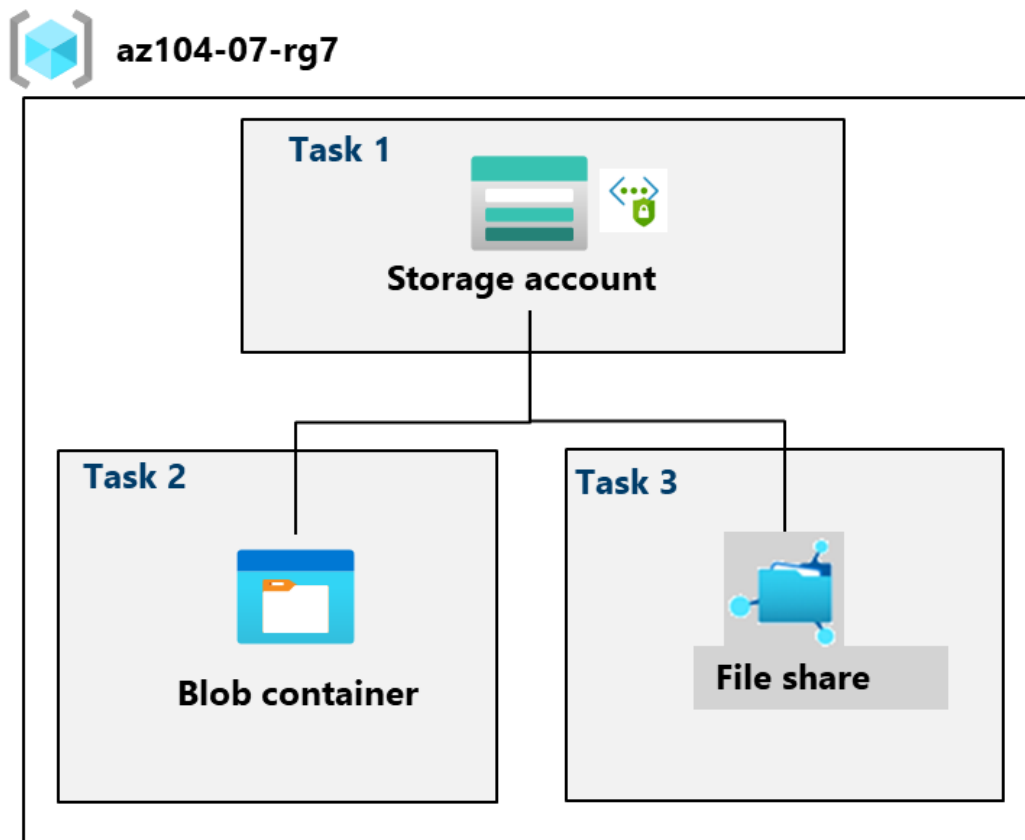 az104-07-rg7
Task 1
Storage account
Task 2
Blob container
Task 3
File share